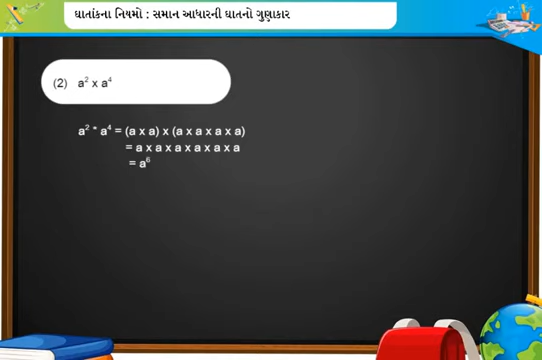 ઘાતાંકના નિયમો : સમાન આધારની ઘાતનો ગુણાકાર
(2) a² x a⁴
a² * a⁴ = (a x a) x (a x a x a x a)
= a x a x a x a x a x a
= a⁶